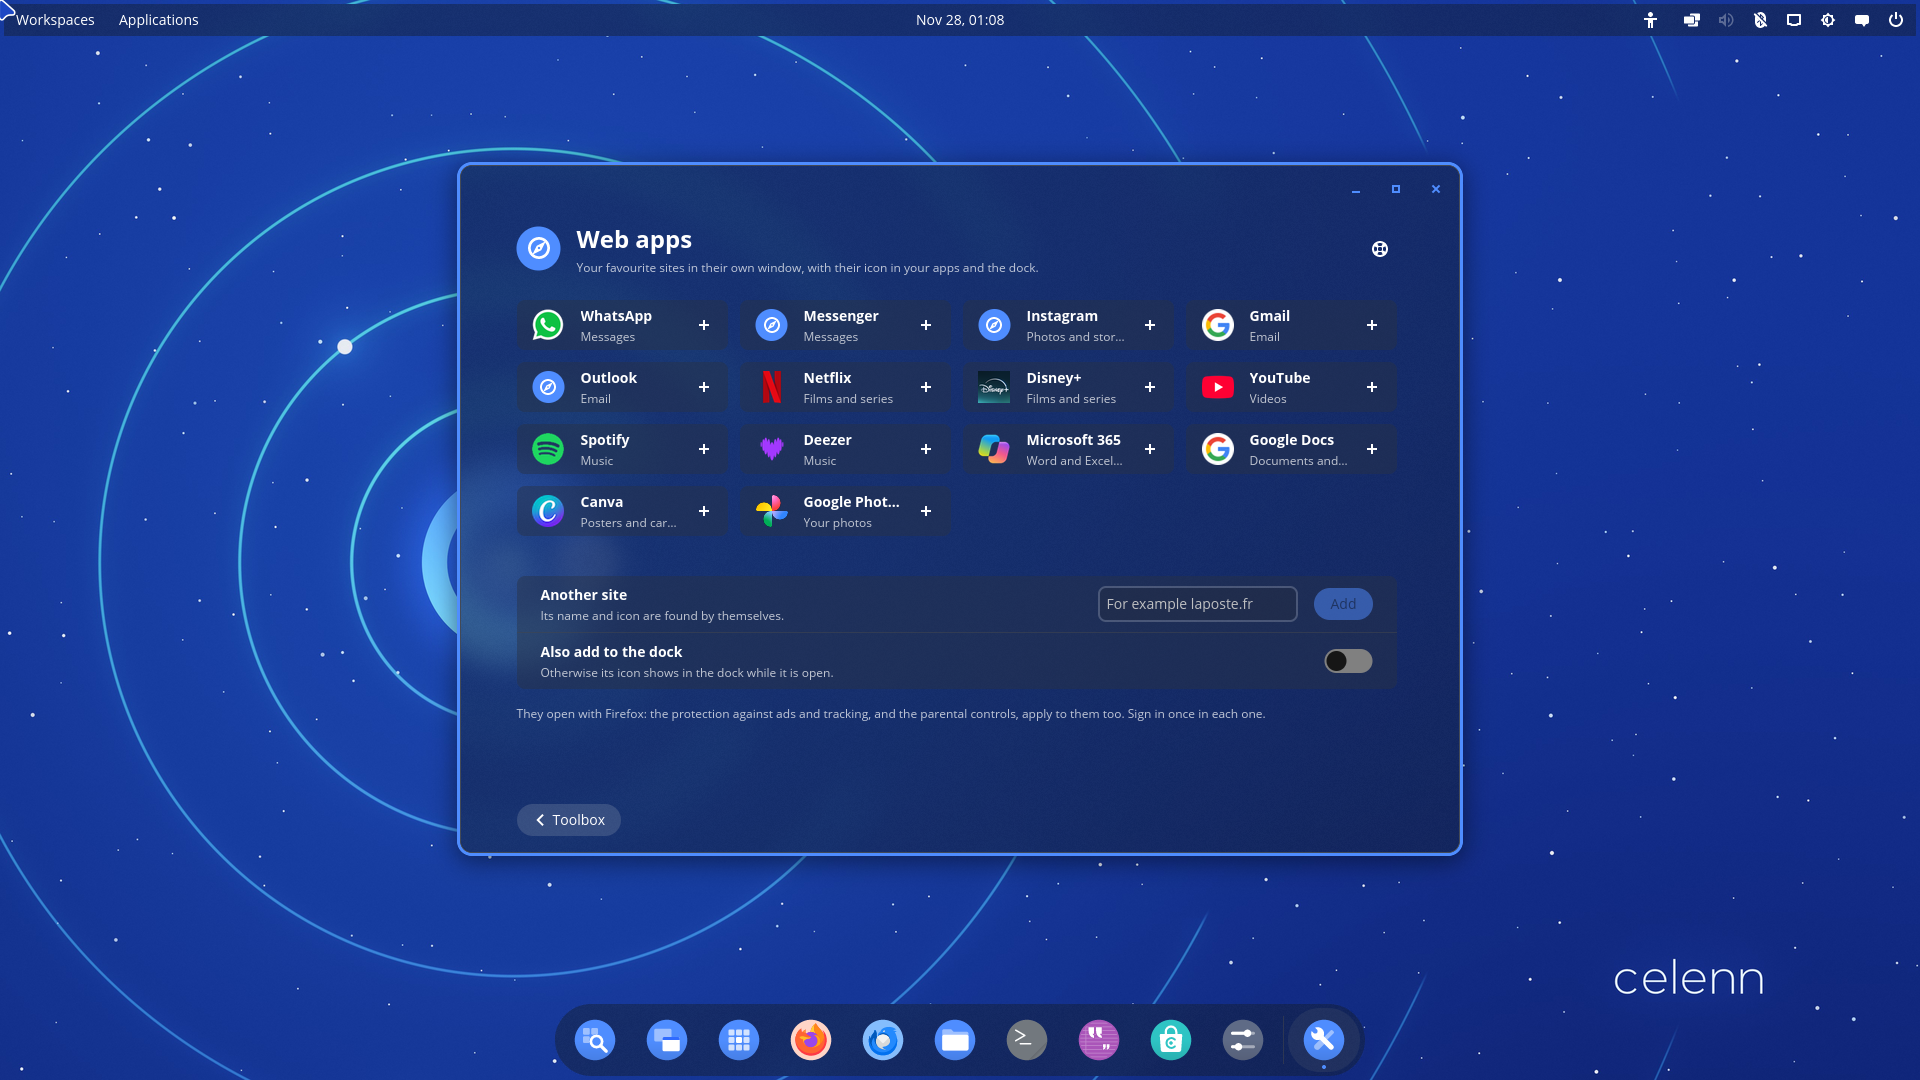 Workspaces Applications Nov 28, 01:08
Web apps
Your favourite sites in their own window, with their icon in your apps and the dock.
WhatsApp
Messages
Messenger
Messages
Instagram
Photos and stor...
Gmail
Email
Outlook
Email
Netflix
Films and series
Disney+
Films and series
YouTube
Videos
Spotify
Music
Deezer
Music
Microsoft 365
Word and Excel...
Google Docs
Documents and...
Canva
Posters and car...
Google Phot...
Your photos
Another site
Its name and icon are found by themselves.
For example laposte.fr
Add
Also add to the dock
Otherwise its icon shows in the dock while it is open.
They open with Firefox: the protection against ads and tracking, and the parental controls, apply to them too. Sign in once in each one.
Toolbox
celenn